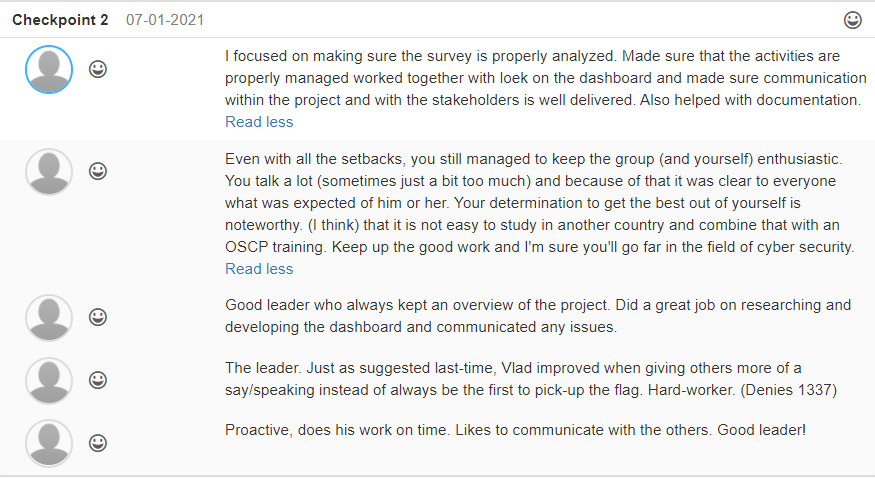 Checkpoint 2 07-01-2021
I focused on making sure the survey is properly analyzed. Made sure that the activities are
properly managed worked together with loek on the dashboard and made sure communication
within the project and with the stakeholders is well delivered. Also helped with documentation.
Read less
Even with all the setbacks, you still managed to keep the group (and yourself) enthusiastic.
You talk a lot (sometimes just a bit too much) and because of that it was clear to everyone
what was expected of him or her. Your determination to get the best out of yourself is
noteworthy. (I think) that it is not easy to study in another country and combine that with an
OSCP training. Keep up the good work and I'm sure you'll go far in the field of cyber security.
Read less
Good leader who always kept an overview of the project. Did a great job on researching and
developing the dashboard and communicated any issues.
The leader. Just as suggested last-time, Vlad improved when giving others more of a
say/speaking instead of always be the first to pick-up the flag. Hard-worker. (Denies 1337)
Proactive, does his work on time. Likes to communicate with the others. Good leader!